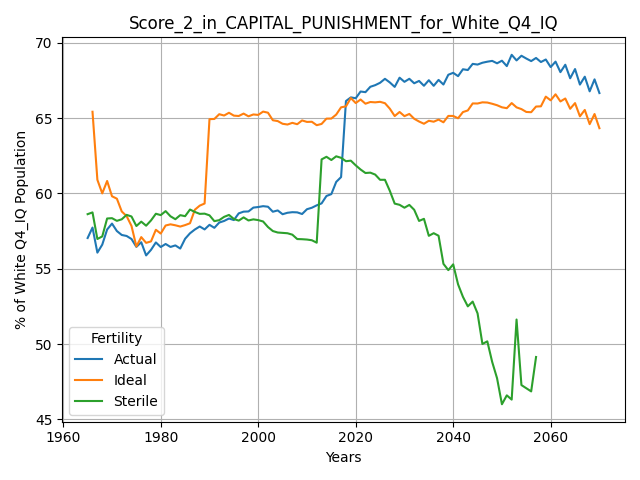 Score_2_in_CAPITAL_PUNISHMENT_for_White_Q4_IQ
% of White Q4_IQ Population
70
65
60
55
50
45
Fertility
Actual
Ideal
Sterile
1960 1980 2000 2020 2040 2060
Years